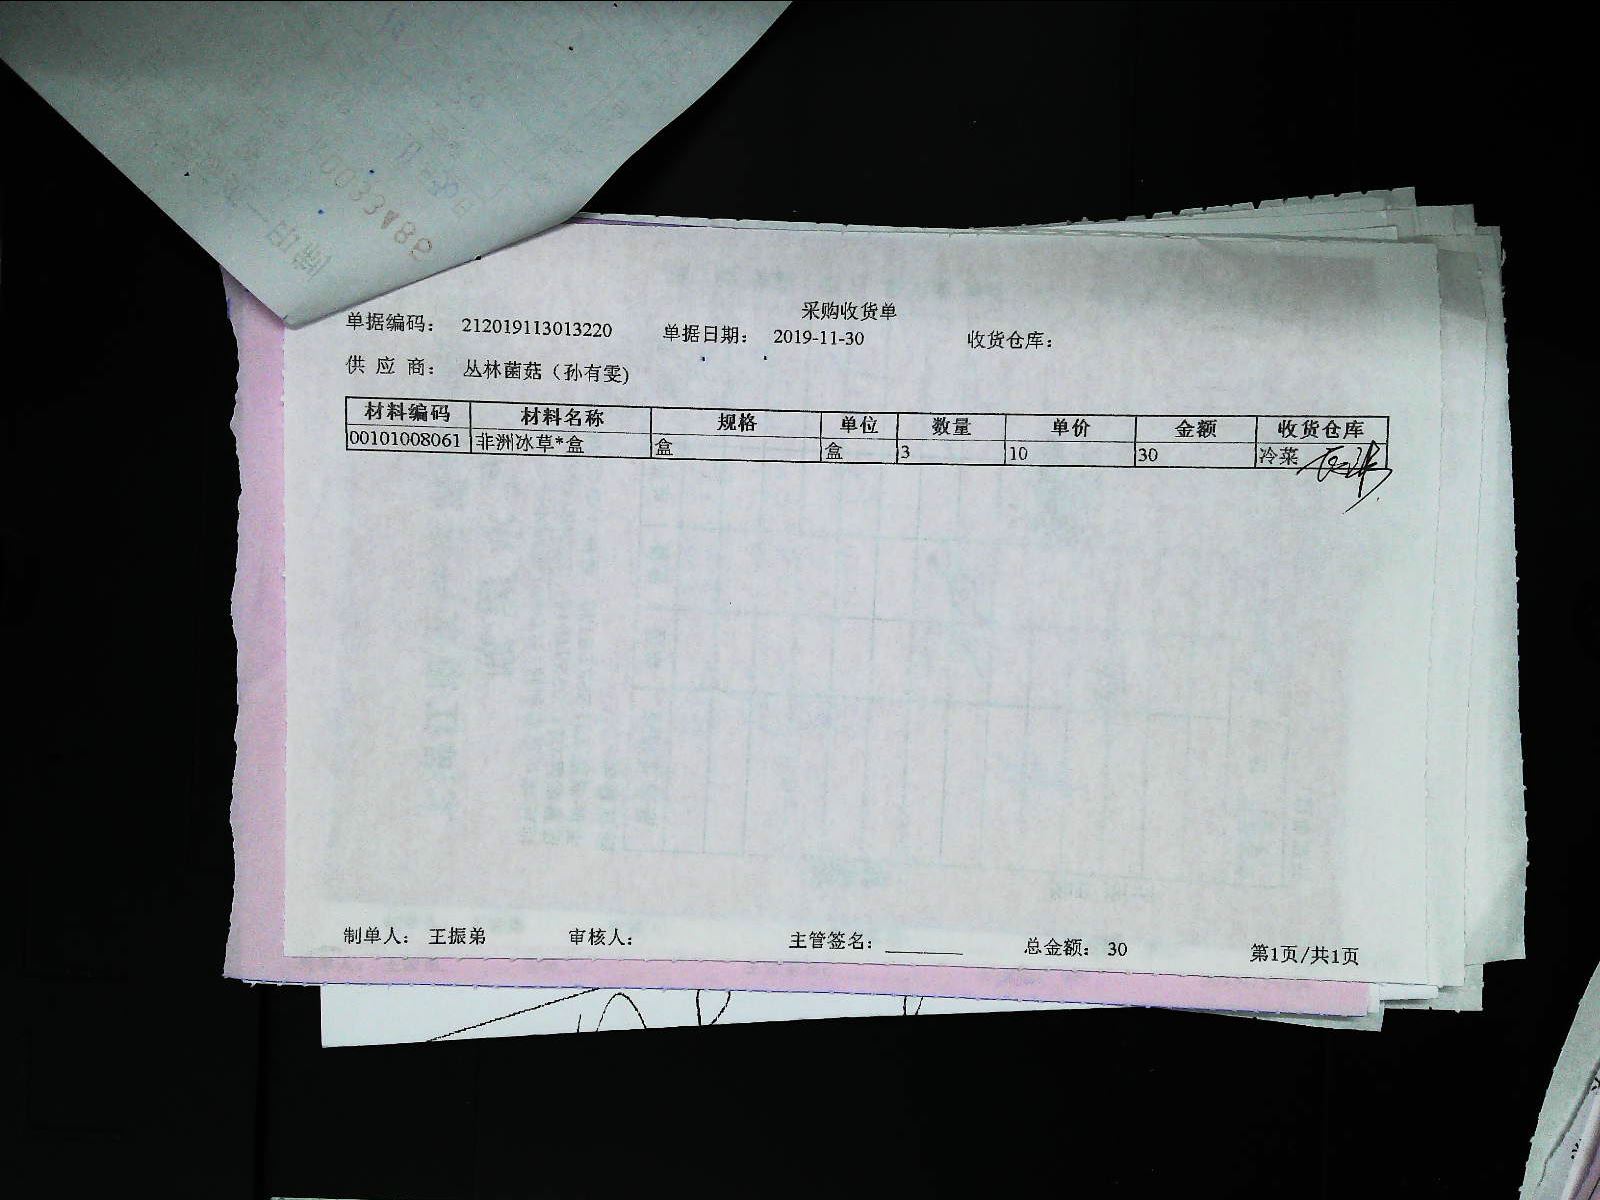 采购收货单
单据编码： 212019113013220 单据日期： 2019-11-30 收货仓库：
供 应 商： 丛林菌菇（孙有雯)
材料编码 材料名称 规格 单位 数量 单价 金额 收货仓库
00101008061 非洲冰草*盒 盒 盒 3 10 30 冷菜
制单人： 王振弟 审核人： 主管签名：______ 总金额： 30 第1页/共1页